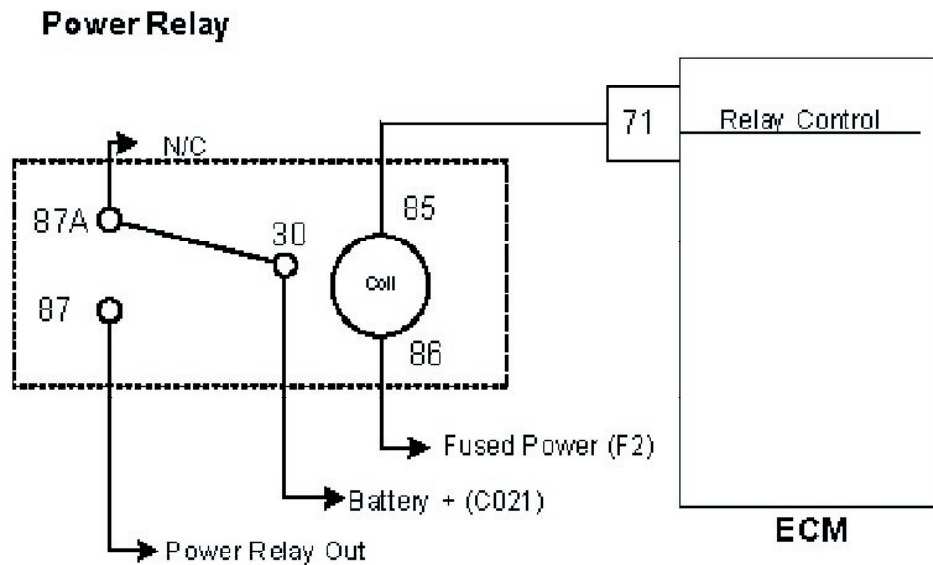 Power Relay
71
Relay Control
N/C
87A
30
85
Coil
87
86
Fused Power (F2)
Battery + (C021)
Power Relay Out
ECM